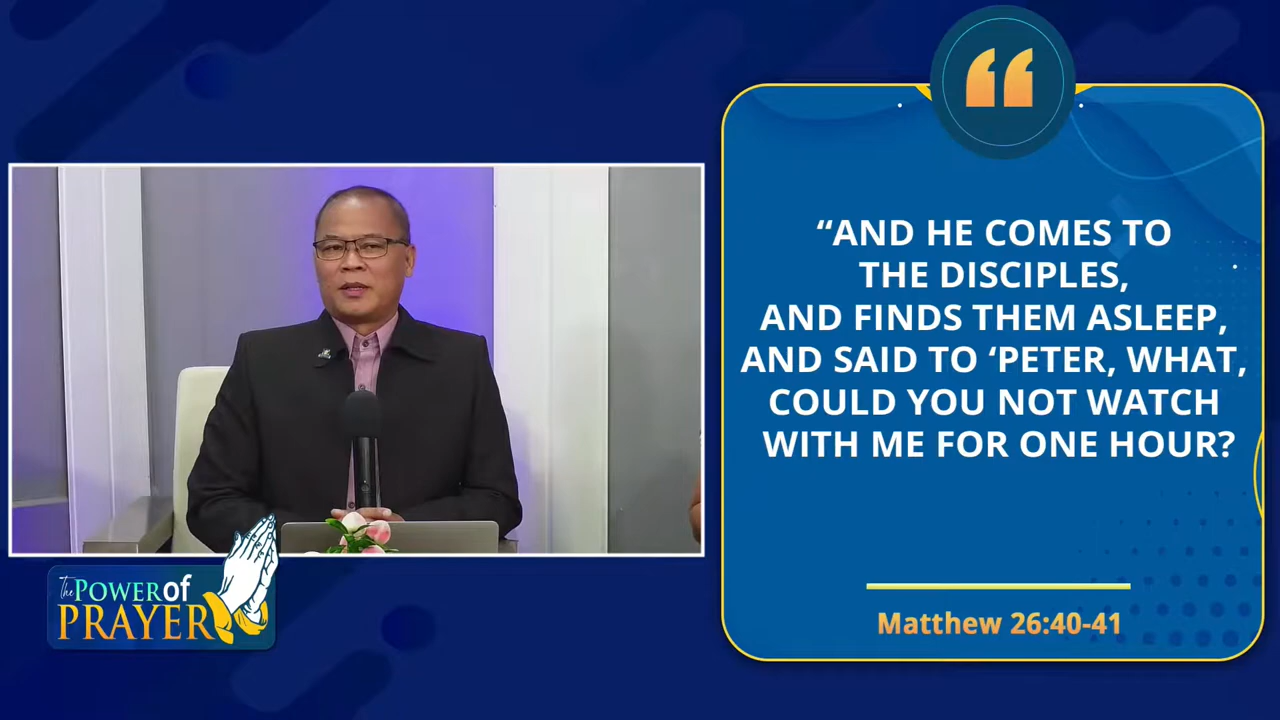 “AND HE COMES TO
THE DISCIPLES,
AND FINDS THEM ASLEEP,
AND SAID TO ‘PETER, WHAT,
COULD YOU NOT WATCH
WITH ME FOR ONE HOUR?
Matthew 26:40-41
The POWER of
PRAYER